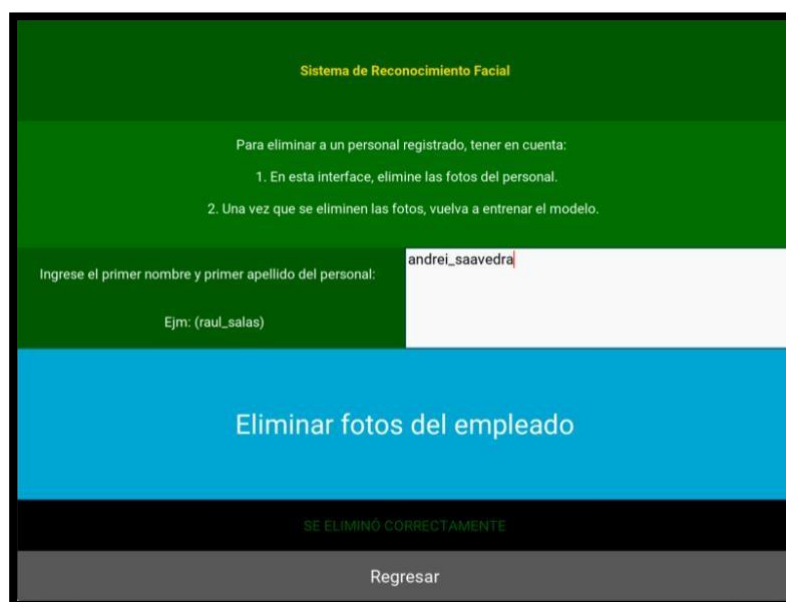 Sistema de Reconocimiento Facial
Para eliminar a un personal registrado, tener en cuenta:
1. En esta interface, elimine las fotos del personal.
2. Una vez que se eliminen las fotos, vuelva a entrenar el modelo.
Ingrese el primer nombre y primer apellido del personal:
Ejm: (raul_salas)
andrei_saavedra
Eliminar fotos del empleado
SE ELIMINÓ CORRECTAMENTE
Regresar